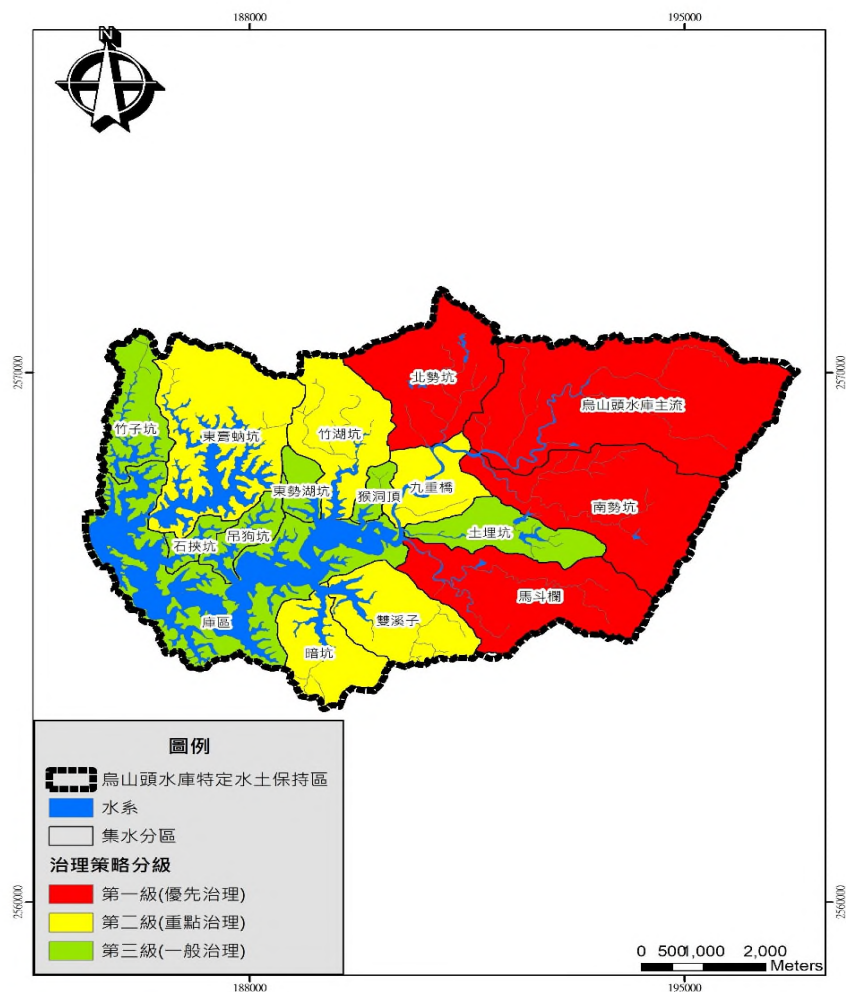 188000
195000
N
2570000
2570000
北勢坑
烏山頭水庫主流
竹子坑
東膏蚋坑
竹湖坑
東勢湖坑
猴洞頂
九重橋
南勢坑
石挾坑
吊狗坑
土埋坑
馬斗欄
庫區
雙溪子
暗坑
圖例
烏山頭水庫特定水土保持區
水系
集水分區
治理策略分級
第一級(優先治理)
第二級(重點治理)
第三級(一般治理)
2560000
2560000
0 5001,000 2,000
Meters
188000
195000